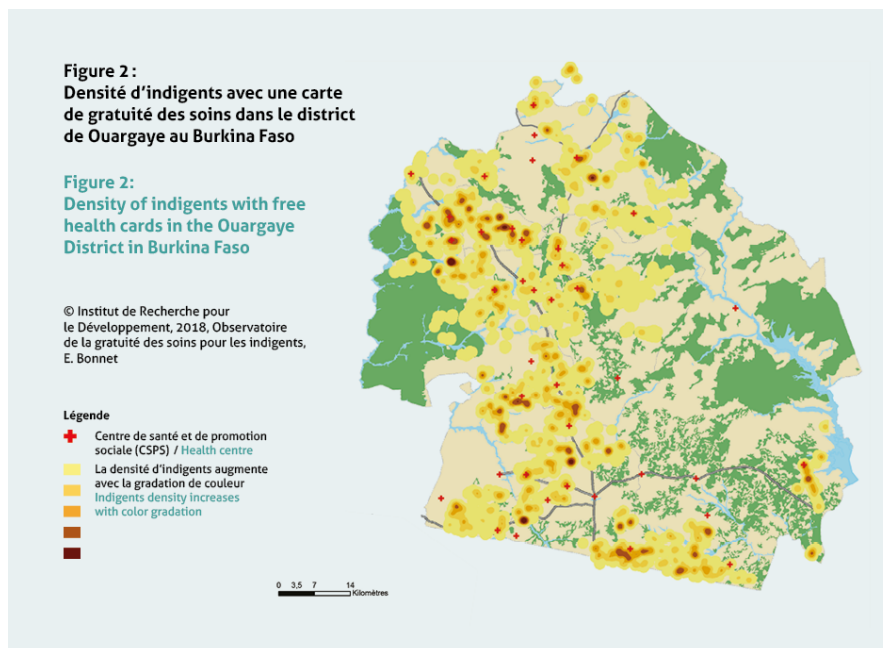 Figure 2 :
Densité d’indigents avec une carte
de gratuité des soins dans le district
de Ouargaye au Burkina Faso
Figure 2:
Density of indigents with free
health cards in the Ouargaye
District in Burkina Faso
© Institut de Recherche pour
le Développement, 2018, Observatoire
de la gratuité des soins pour les indigents,
E. Bonnet
Légende
Centre de santé et de promotion
sociale (CSPS) / Health centre
La densité d’indigents augmente
avec la gradation de couleur
Indigents density increases
with color gradation
0 3,5 7 14
Kilomètres